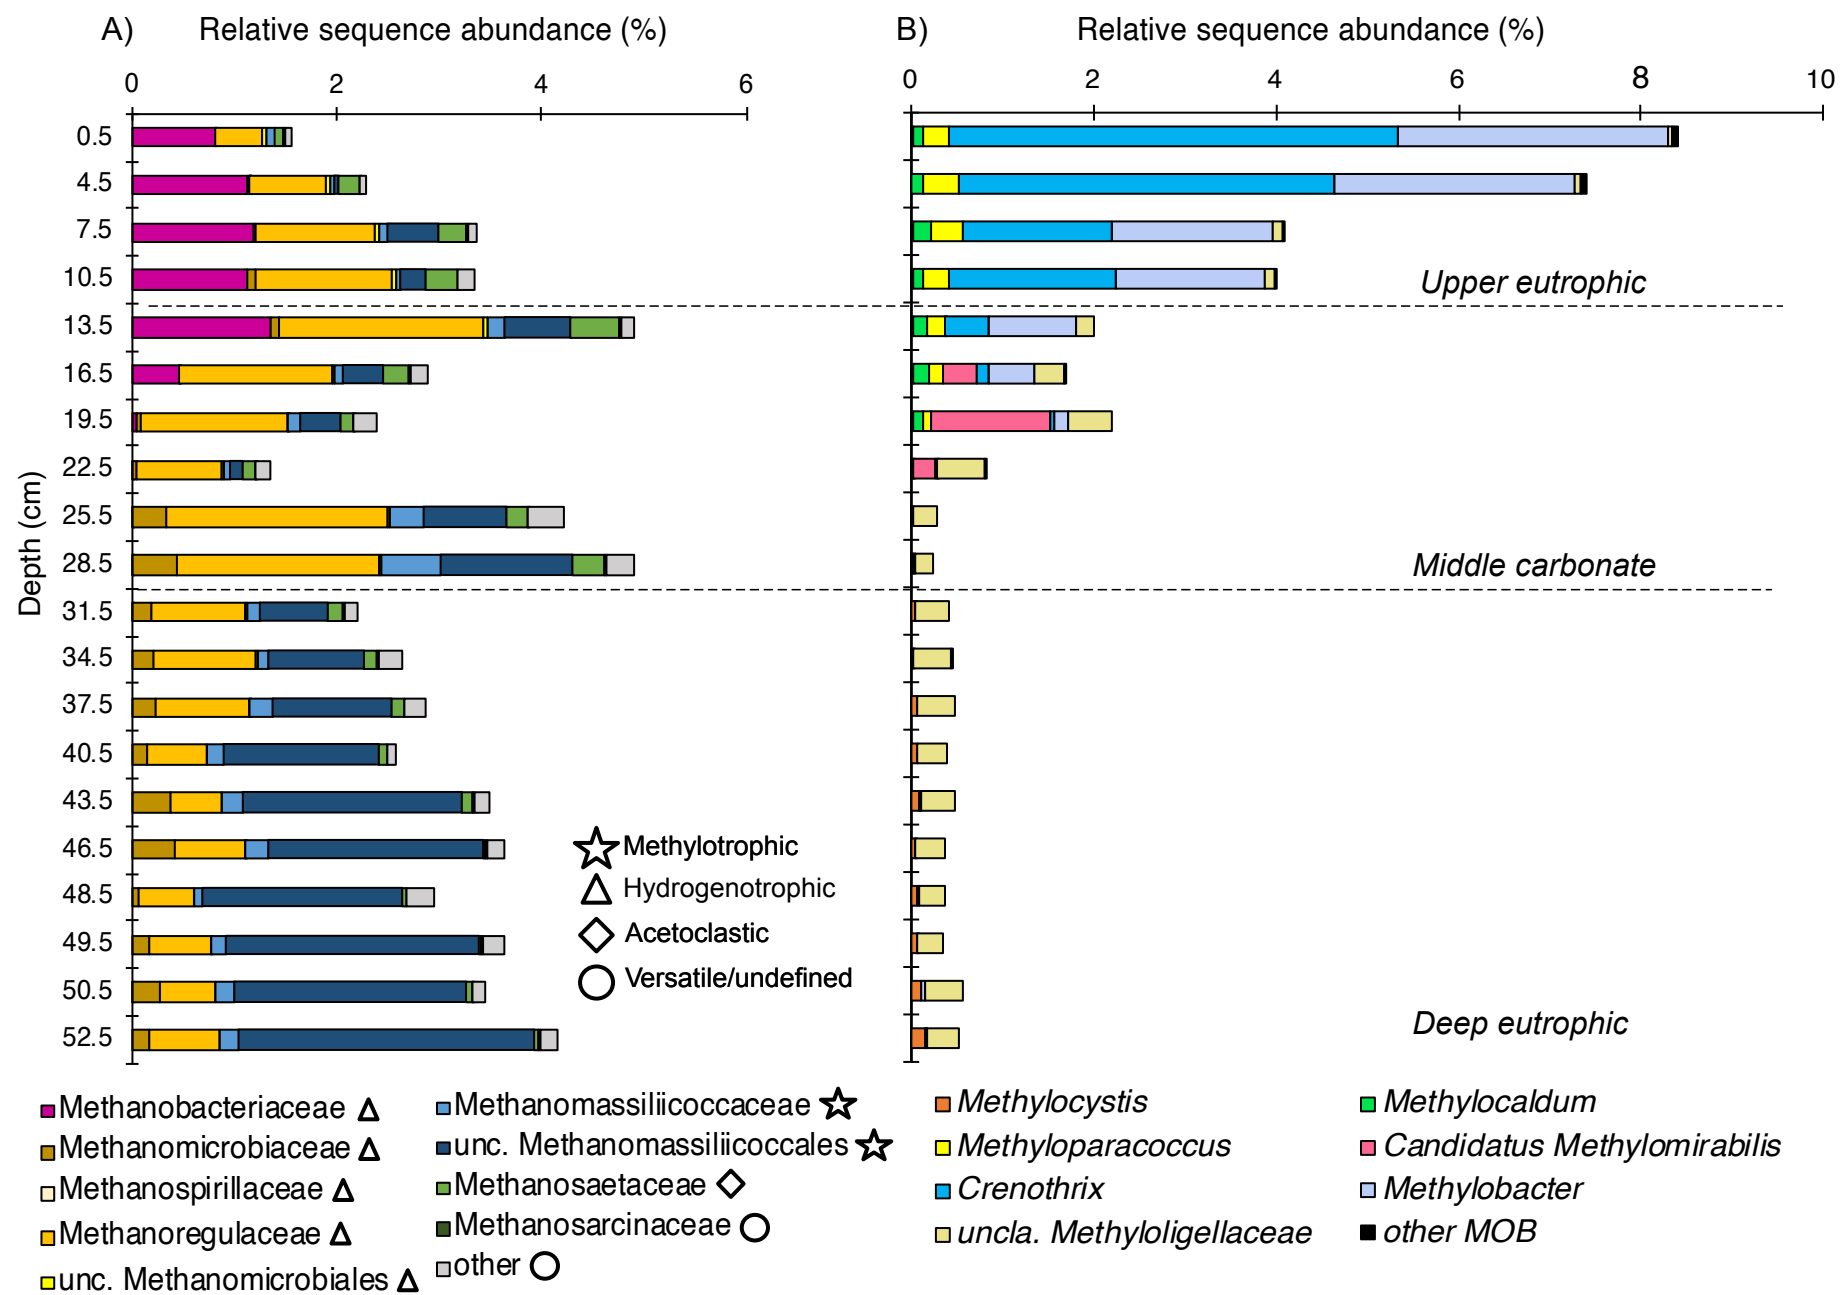 A) Relative sequence abundance (%)
B) Relative sequence abundance (%)
0 2 4 6
0 2 4 6 8 10
Depth (cm)
0.5
4.5
7.5
10.5
Upper eutrophic
13.5
16.5
19.5
22.5
25.5
28.5
Middle carbonate
31.5
34.5
37.5
40.5
43.5
46.5
48.5
49.5
50.5
52.5
Deep eutrophic
Methylotrophic
Hydrogenotrophic
Acetoclastic
Versatile/undefined
Methanobacteriaceae
Methanomicrobiaceae
Methanospirillaceae
Methanoregulaceae
unc. Methanomicrobiales
Methanomassiliicoccaceae
unc. Methanomassiliicoccales
Methanosaetaceae
Methanosarcinaceae
other
Methylocystis
Methyloparacoccus
Crenothrix
uncla. Methyloligellaceae
Methylocaldum
Candidatus Methylomirabilis
Methylobacter
other MOB